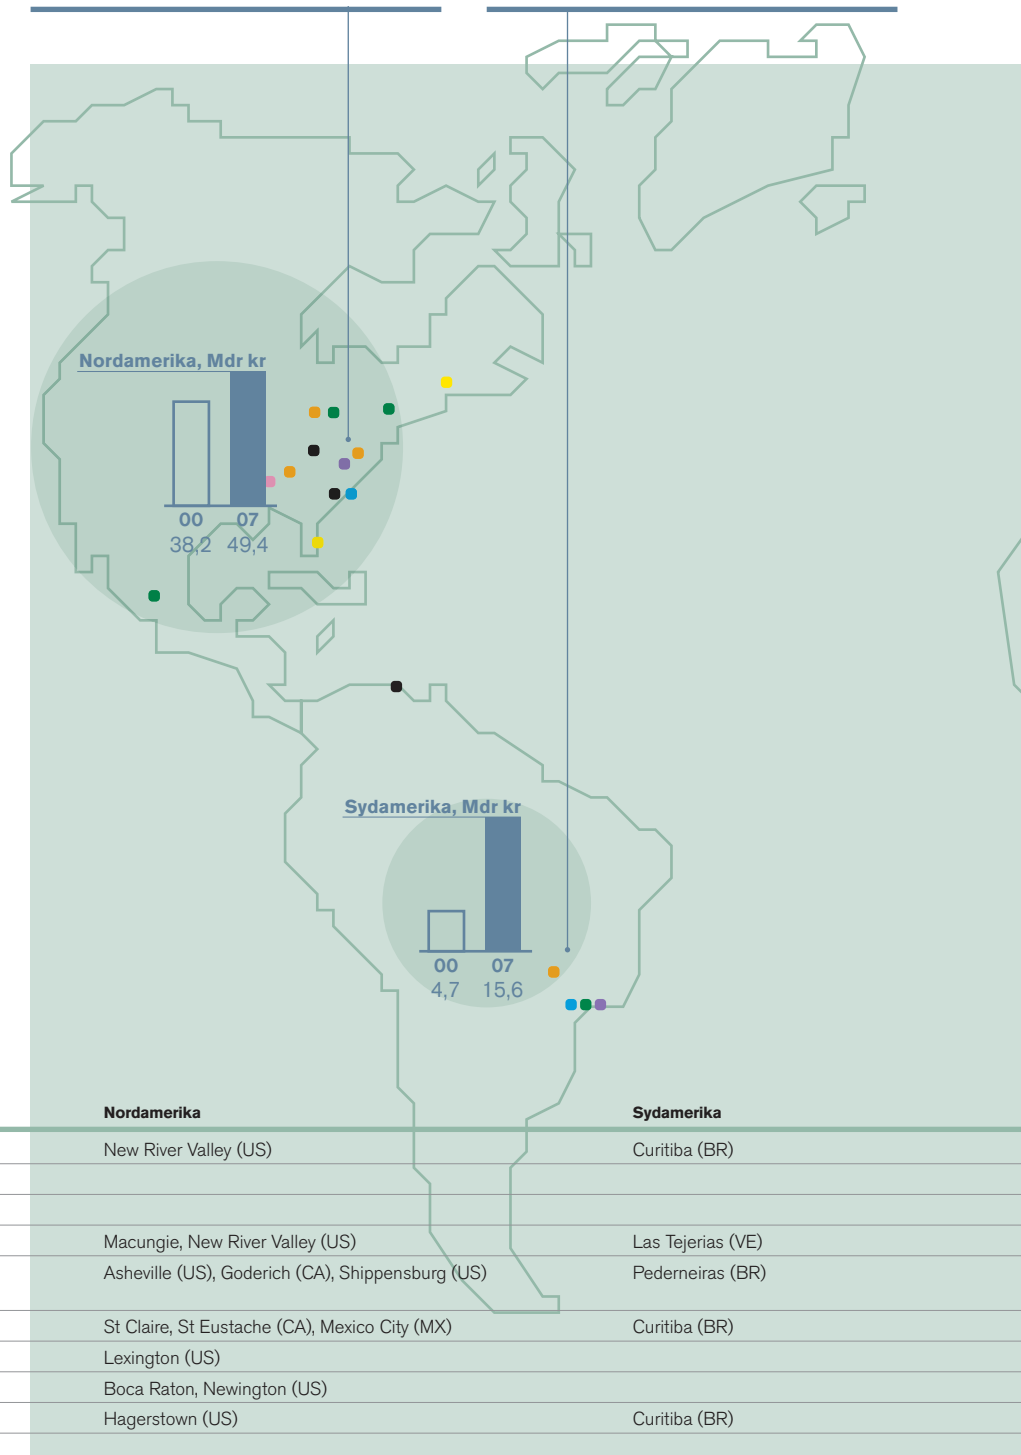 Nordamerika, Mdr kr
00 07
38,2 49,4
Sydamerika, Mdr kr
00 07
4,7 15,6
Nordamerika Sydamerika
New River Valley (US) Curitiba (BR)
Macungie, New River Valley (US) Las Tejerias (VE)
Asheville (US), Goderich (CA), Shippensburg (US) Pederneiras (BR)
St Claire, St Eustache (CA), Mexico City (MX) Curitiba (BR)
Lexington (US)
Boca Raton, Newington (US)
Hagerstown (US) Curitiba (BR)